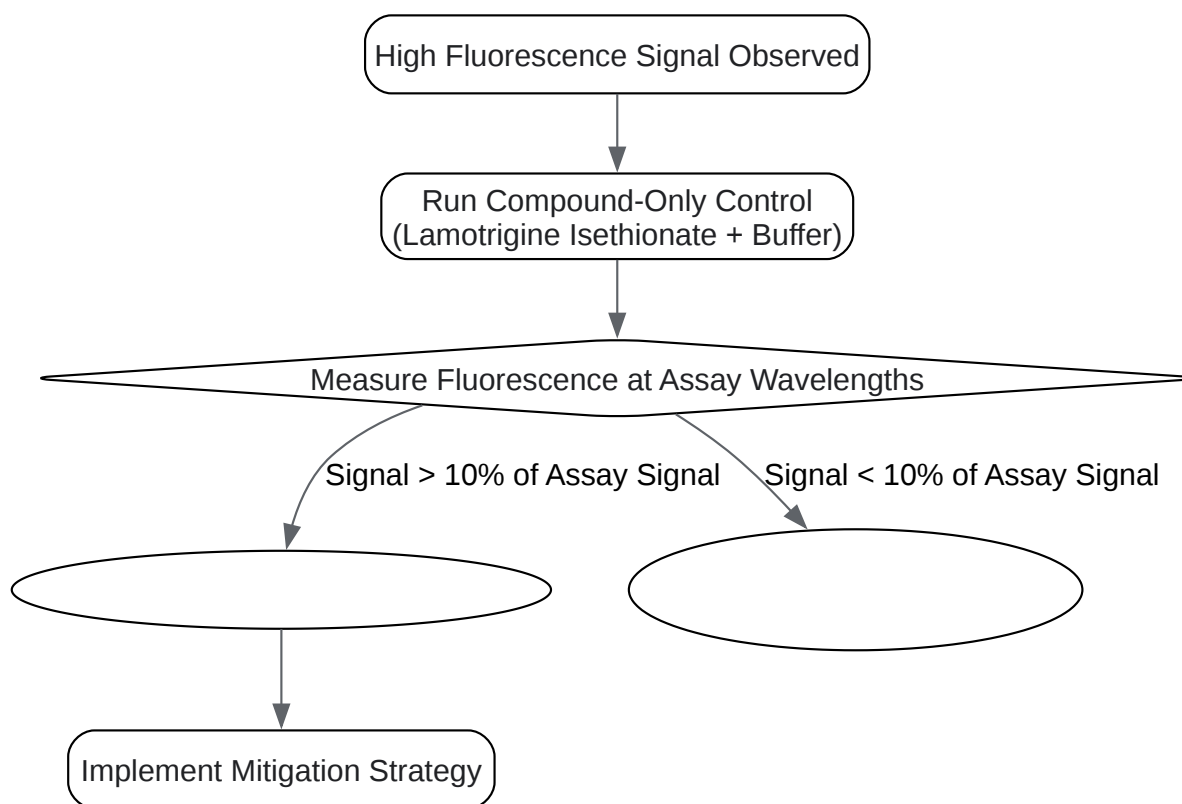 High Fluorescence Signal Observed
Run Compound-Only Control
(Lamotrigine Isethionate + Buffer)
Measure Fluorescence at Assay Wavelengths
Signal > 10% of Assay Signal
Signal < 10% of Assay Signal
Implement Mitigation Strategy